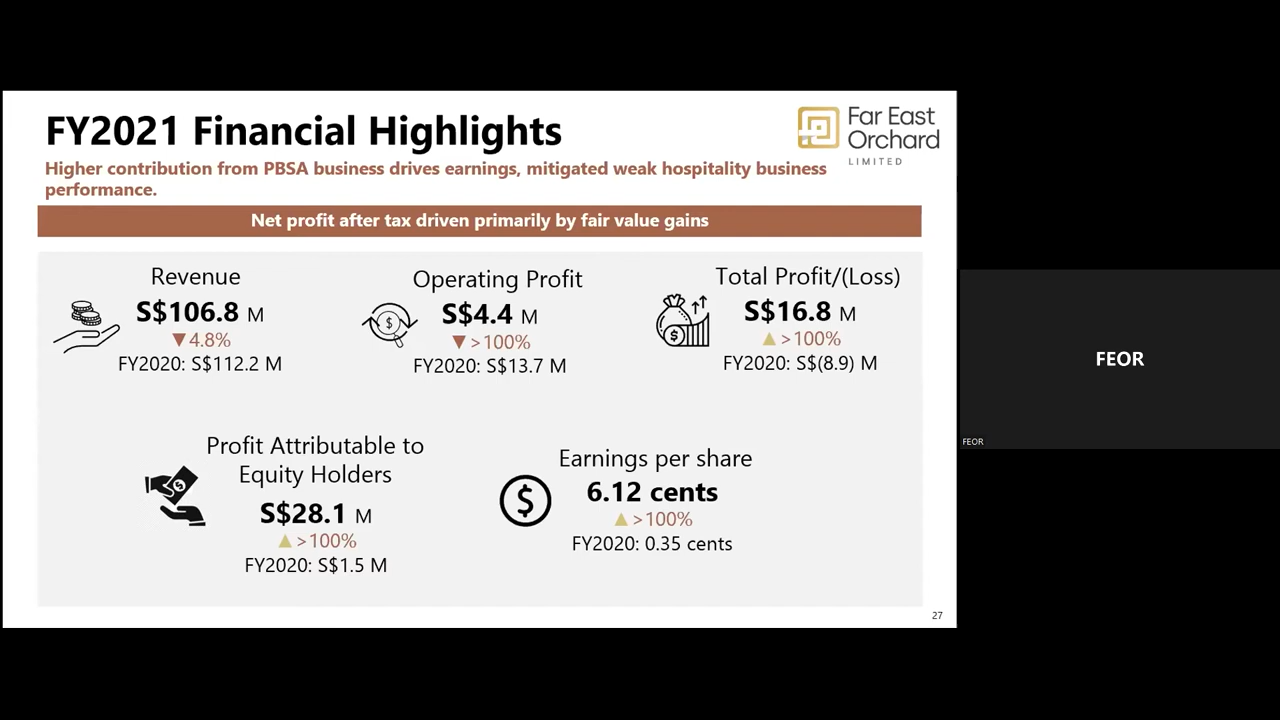 FY2021 Financial Highlights
Far East
Orchard
LIMITED
Higher contribution from PBSA business drives earnings, mitigated weak hospitality business
performance.
Net profit after tax driven primarily by fair value gains
Revenue
S$106.8 M
▼4.8%
FY2020: S$112.2 M
Operating Profit
S$4.4 M
▼>100%
FY2020: S$13.7 M
Total Profit/(Loss)
S$16.8 M
▲>100%
FY2020: S$(8.9) M
Profit Attributable to
Equity Holders
S$28.1 M
▲>100%
FY2020: S$1.5 M
Earnings per share
6.12 cents
▲>100%
FY2020: 0.35 cents
27
FEOR
FEOR